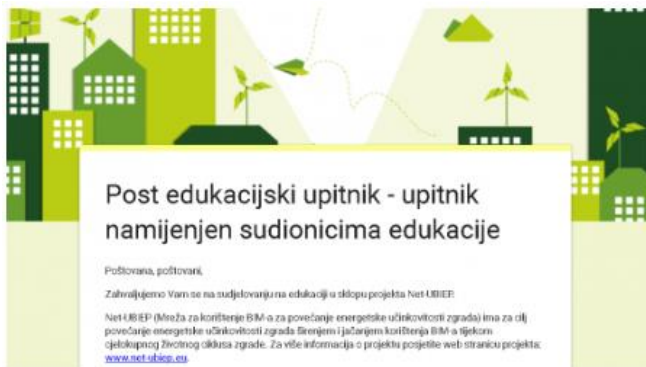 Post edukacijski upitnik - upitnik
namijenjen sudionicima edukacije
Poštovana, poštovani,
Zahvaljujemo Vam se na sudjelovanju na edukaciji u sklopu projekta Net-UBIEP.
Net-UBIEP (Mreža za korištenje BIM-a za povećanje energetske učinkovitosti zgrada) ima za cilj
povećanje energetske učinkovitosti zgrada širenjem i jačanjem korištenja BIM-a tijekom
cjelokupnog životnog ciklusa zgrade. Za više informacija o projektu posjetite web stranicu projekta:
www.net-ubiep.eu.